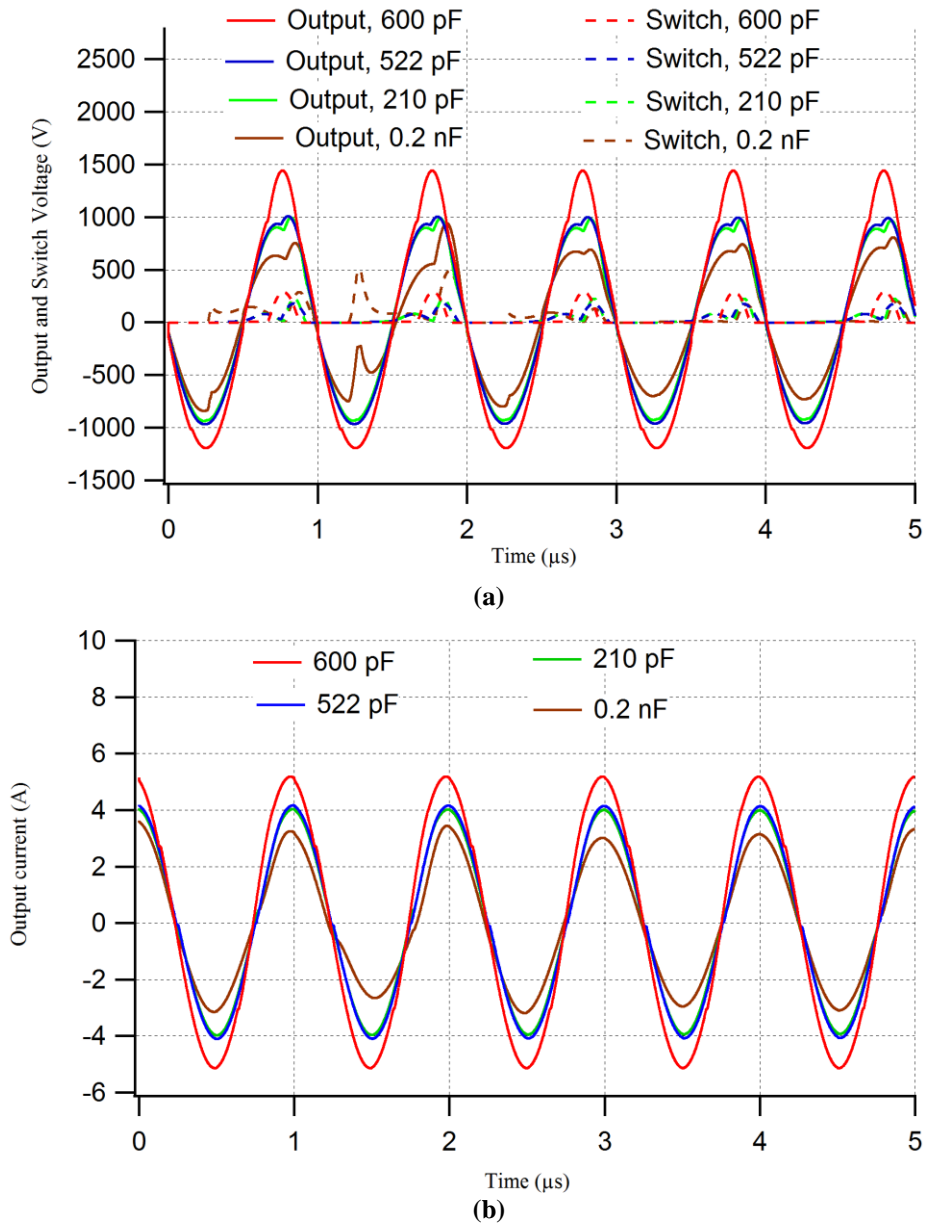 Output, 600 pF
Switch, 600 pF
Output, 522 pF
Switch, 522 pF
Output, 210 pF
Switch, 210 pF
Output, 0.2 nF
Switch, 0.2 nF
Output and Switch Voltage (V)
2500
2000
1500
1000
500
0
-500
-1000
-1500
0 1 2 3 4 5
Time (µs)
(a)
600 pF
210 pF
522 pF
0.2 nF
Output current (A)
10
8
6
4
2
0
-2
-4
-6
0 1 2 3 4 5
Time (µs)
(b)